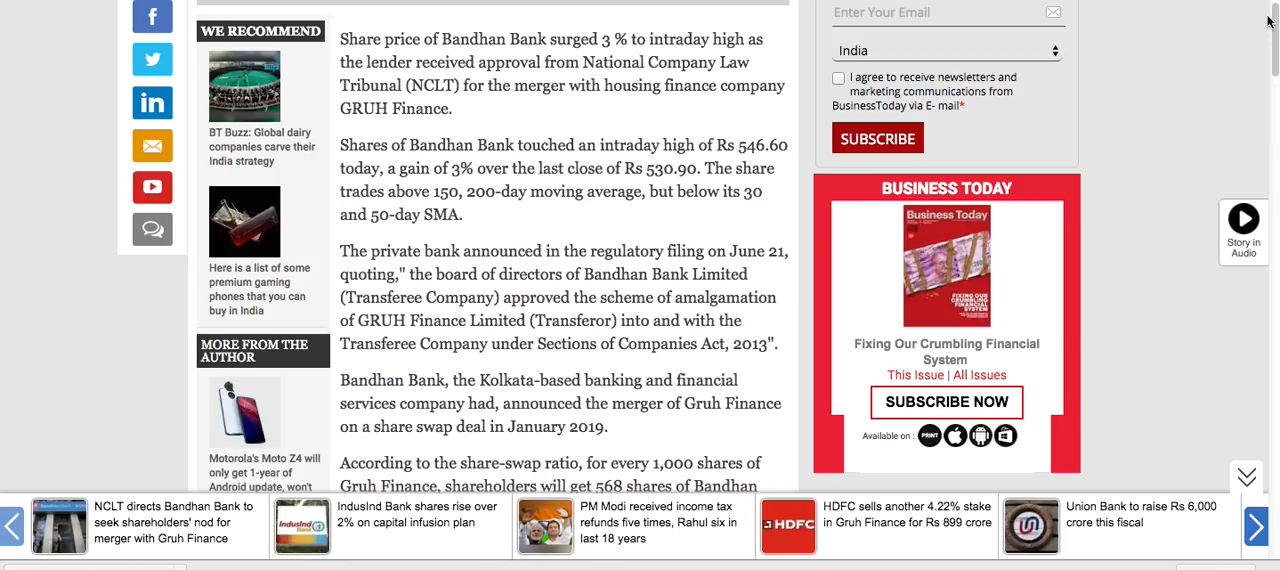 WE RECOMMEND
BT Buzz: Global dairy
companies carve their
India strategy
Here is a list of some
premium gaming
phones that you can
buy in India
MORE FROM THE
AUTHOR
Motorola's Moto Z4 will
only get 1-year of
Android update, won't
Share price of Bandhan Bank surged 3 % to intraday high as
the lender received approval from National Company Law
Tribunal (NCLT) for the merger with housing finance company
GRUH Finance.
Shares of Bandhan Bank touched an intraday high of Rs 546.60
today, a gain of 3% over the last close of Rs 530.90. The share
trades above 150, 200-day moving average, but below its 30
and 50-day SMA.
The private bank announced in the regulatory filing on June 21,
quoting," the board of directors of Bandhan Bank Limited
(Transferee Company) approved the scheme of amalgamation
of GRUH Finance Limited (Transferor) into and with the
Transferee Company under Sections of Companies Act, 2013".
Bandhan Bank, the Kolkata-based banking and financial
services company had, announced the merger of Gruh Finance
on a share swap deal in January 2019.
According to the share-swap ratio, for every 1,000 shares of
Gruh Finance, shareholders will get 568 shares of Bandhan
Enter Your Email
India
I agree to receive newsletters and
marketing communications from
BusinessToday via E- mail*
SUBSCRIBE
BUSINESS TODAY
Business Today
FIXING OUR
CRUMBLING
FINANCIAL
SYSTEM
Fixing Our Crumbling Financial
System
This Issue | All Issues
SUBSCRIBE NOW
Available on :
PRINT
Story in
Audio
NCLT directs Bandhan Bank to
seek shareholders' nod for
merger with Gruh Finance
IndusInd Bank
IndusInd Bank shares rise over
2% on capital infusion plan
PM Modi received income tax
refunds five times, Rahul six in
last 18 years
HDFC
HDFC sells another 4.22% stake
in Gruh Finance for Rs 899 crore
Union Bank to raise Rs 6,000
crore this fiscal